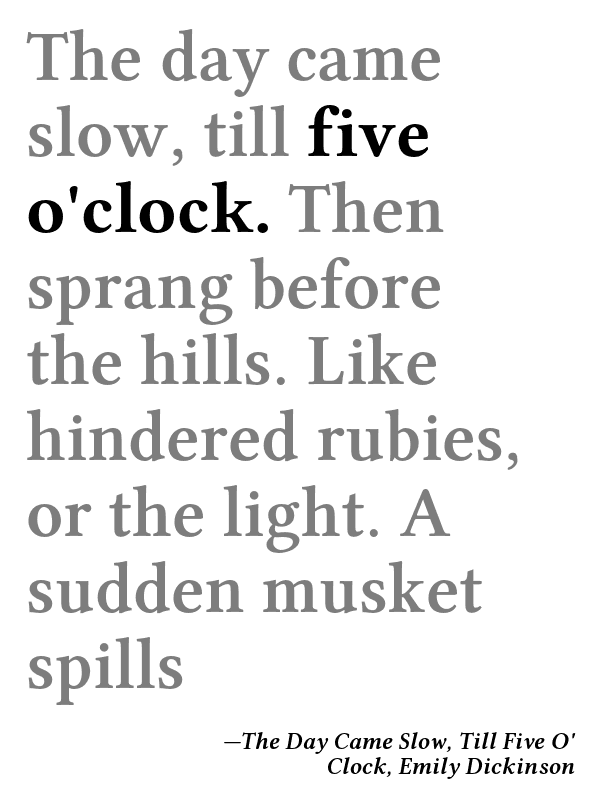 The day came
slow, till five
o'clock. Then
sprang before
the hills. Like
hindered rubies,
or the light. A
sudden musket
spills
—The Day Came Slow, Till Five O'
Clock, Emily Dickinson